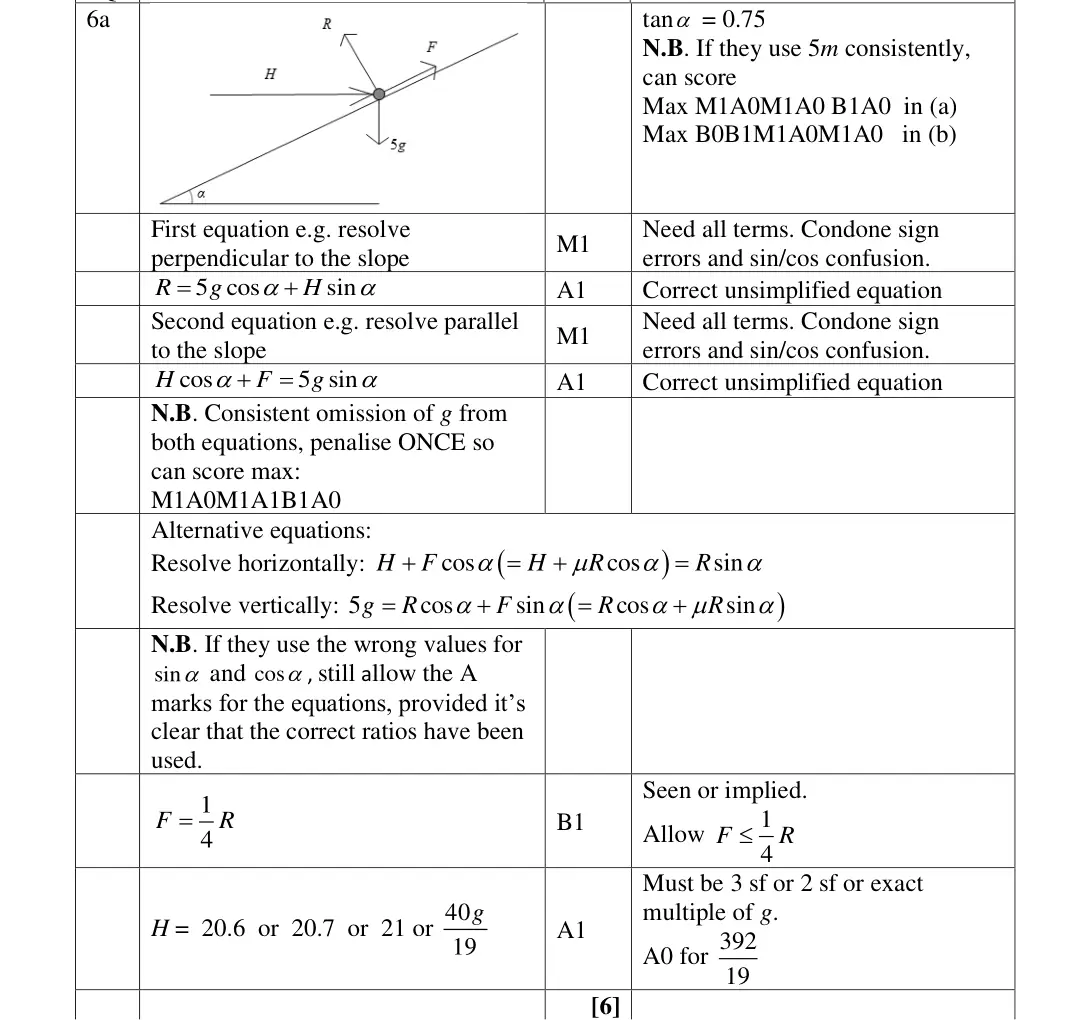 6a
R
F
H
5g
α
tan α = 0.75
N.B. If they use 5m consistently,
can score
Max M1A0M1A0 B1A0 in (a)
Max B0B1M1A0M1A0 in (b)
First equation e.g. resolve
perpendicular to the slope
M1
Need all terms. Condone sign
errors and sin/cos confusion.
R = 5g cos α + H sin α
A1
Correct unsimplified equation
Second equation e.g. resolve parallel
to the slope
M1
Need all terms. Condone sign
errors and sin/cos confusion.
H cos α + F = 5g sin α
A1
Correct unsimplified equation
N.B. Consistent omission of g from
both equations, penalise ONCE so
can score max:
M1A0M1A1B1A0
Alternative equations:
Resolve horizontally: H + F cos α (= H + μR cos α) = R sin α
Resolve vertically: 5g = R cos α + F sin α (= R cos α + μR sin α)
N.B. If they use the wrong values for
sin α and cos α, still allow the A
marks for the equations, provided it's
clear that the correct ratios have been
used.
F = 1/4 R
B1
Seen or implied.
Allow F ≤ 1/4 R
H = 20.6 or 20.7 or 21 or 40g/19
A1
Must be 3 sf or 2 sf or exact
multiple of g.
A0 for 392/19
[6]